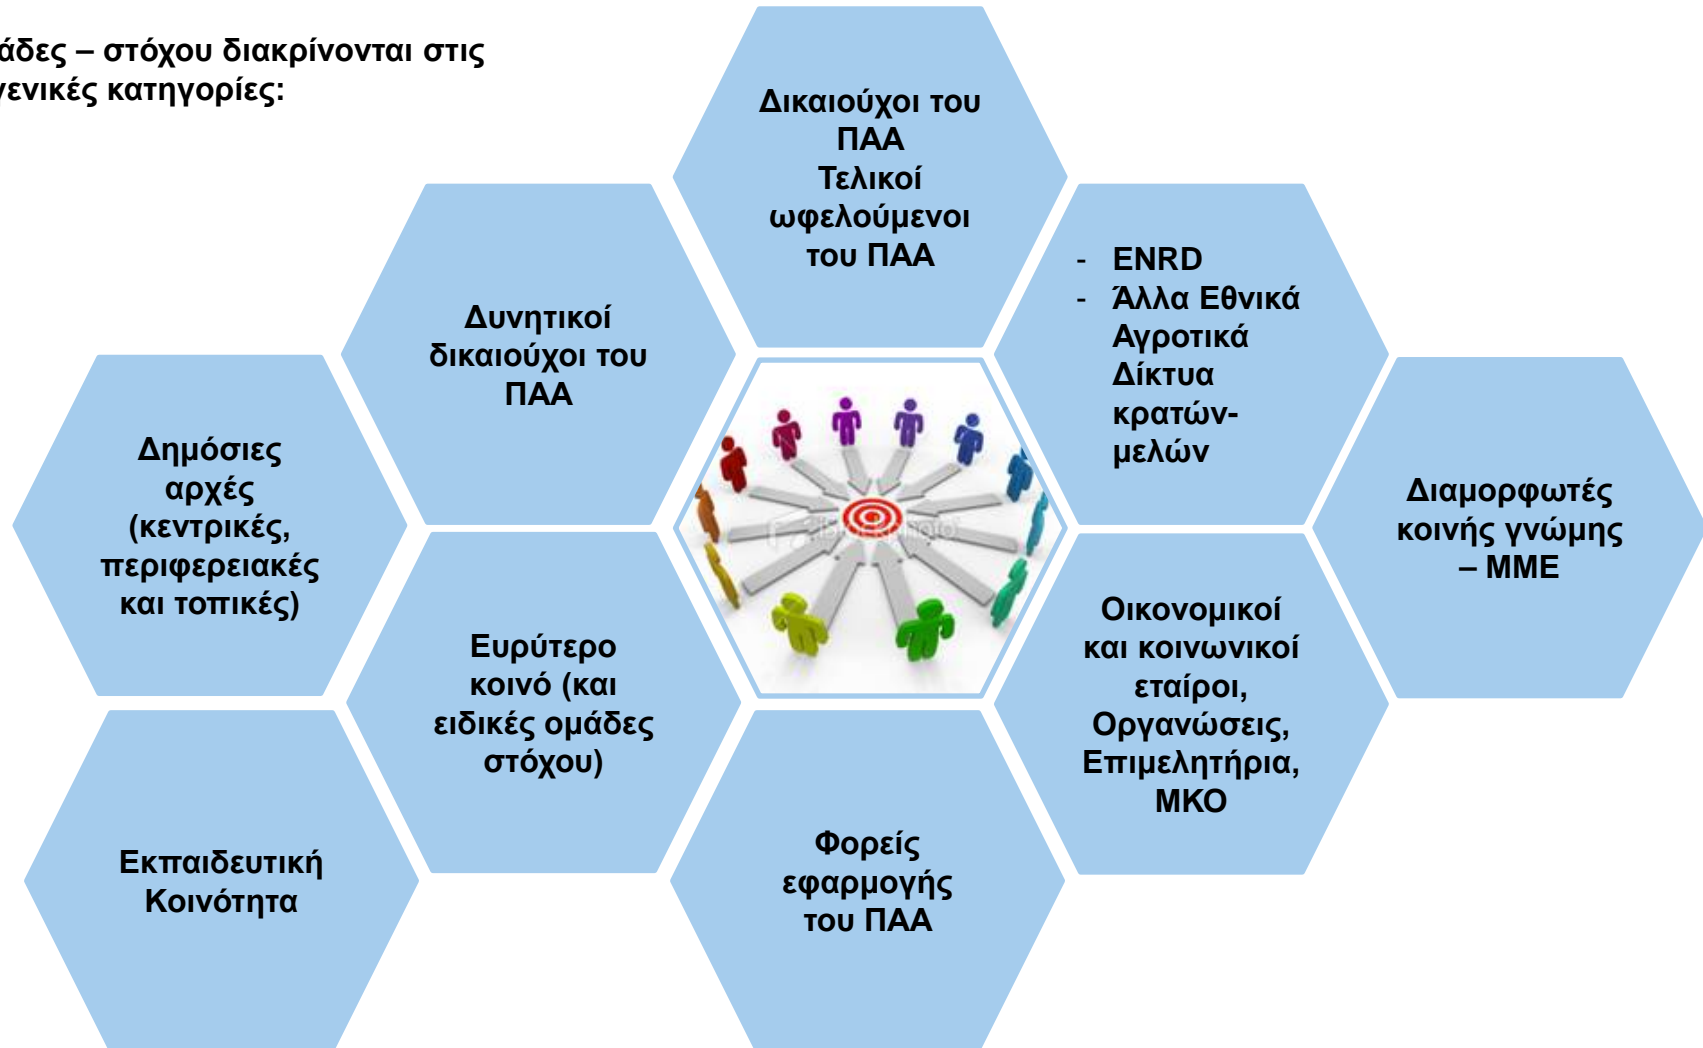 άδες – στόχου διακρίνονται στις
γενικές κατηγορίες:
Δικαιούχοι του
ΠΑΑ
Τελικοί
ωφελούμενοι
του ΠΑΑ
Δυνητικοί
δικαιούχοι του
ΠΑΑ
- ENRD
- Άλλα Εθνικά
Αγροτικά
Δίκτυα
κρατών-
μελών
Δημόσιες
αρχές
(κεντρικές,
περιφερειακές
και τοπικές)
Διαμορφωτές
κοινής γνώμης
– ΜΜΕ
Ευρύτερο
κοινό (και
ειδικές ομάδες
στόχου)
Οικονομικοί
και κοινωνικοί
εταίροι,
Οργανώσεις,
Επιμελητήρια,
ΜΚΟ
Εκπαιδευτική
Κοινότητα
Φορείς
εφαρμογής
του ΠΑΑ